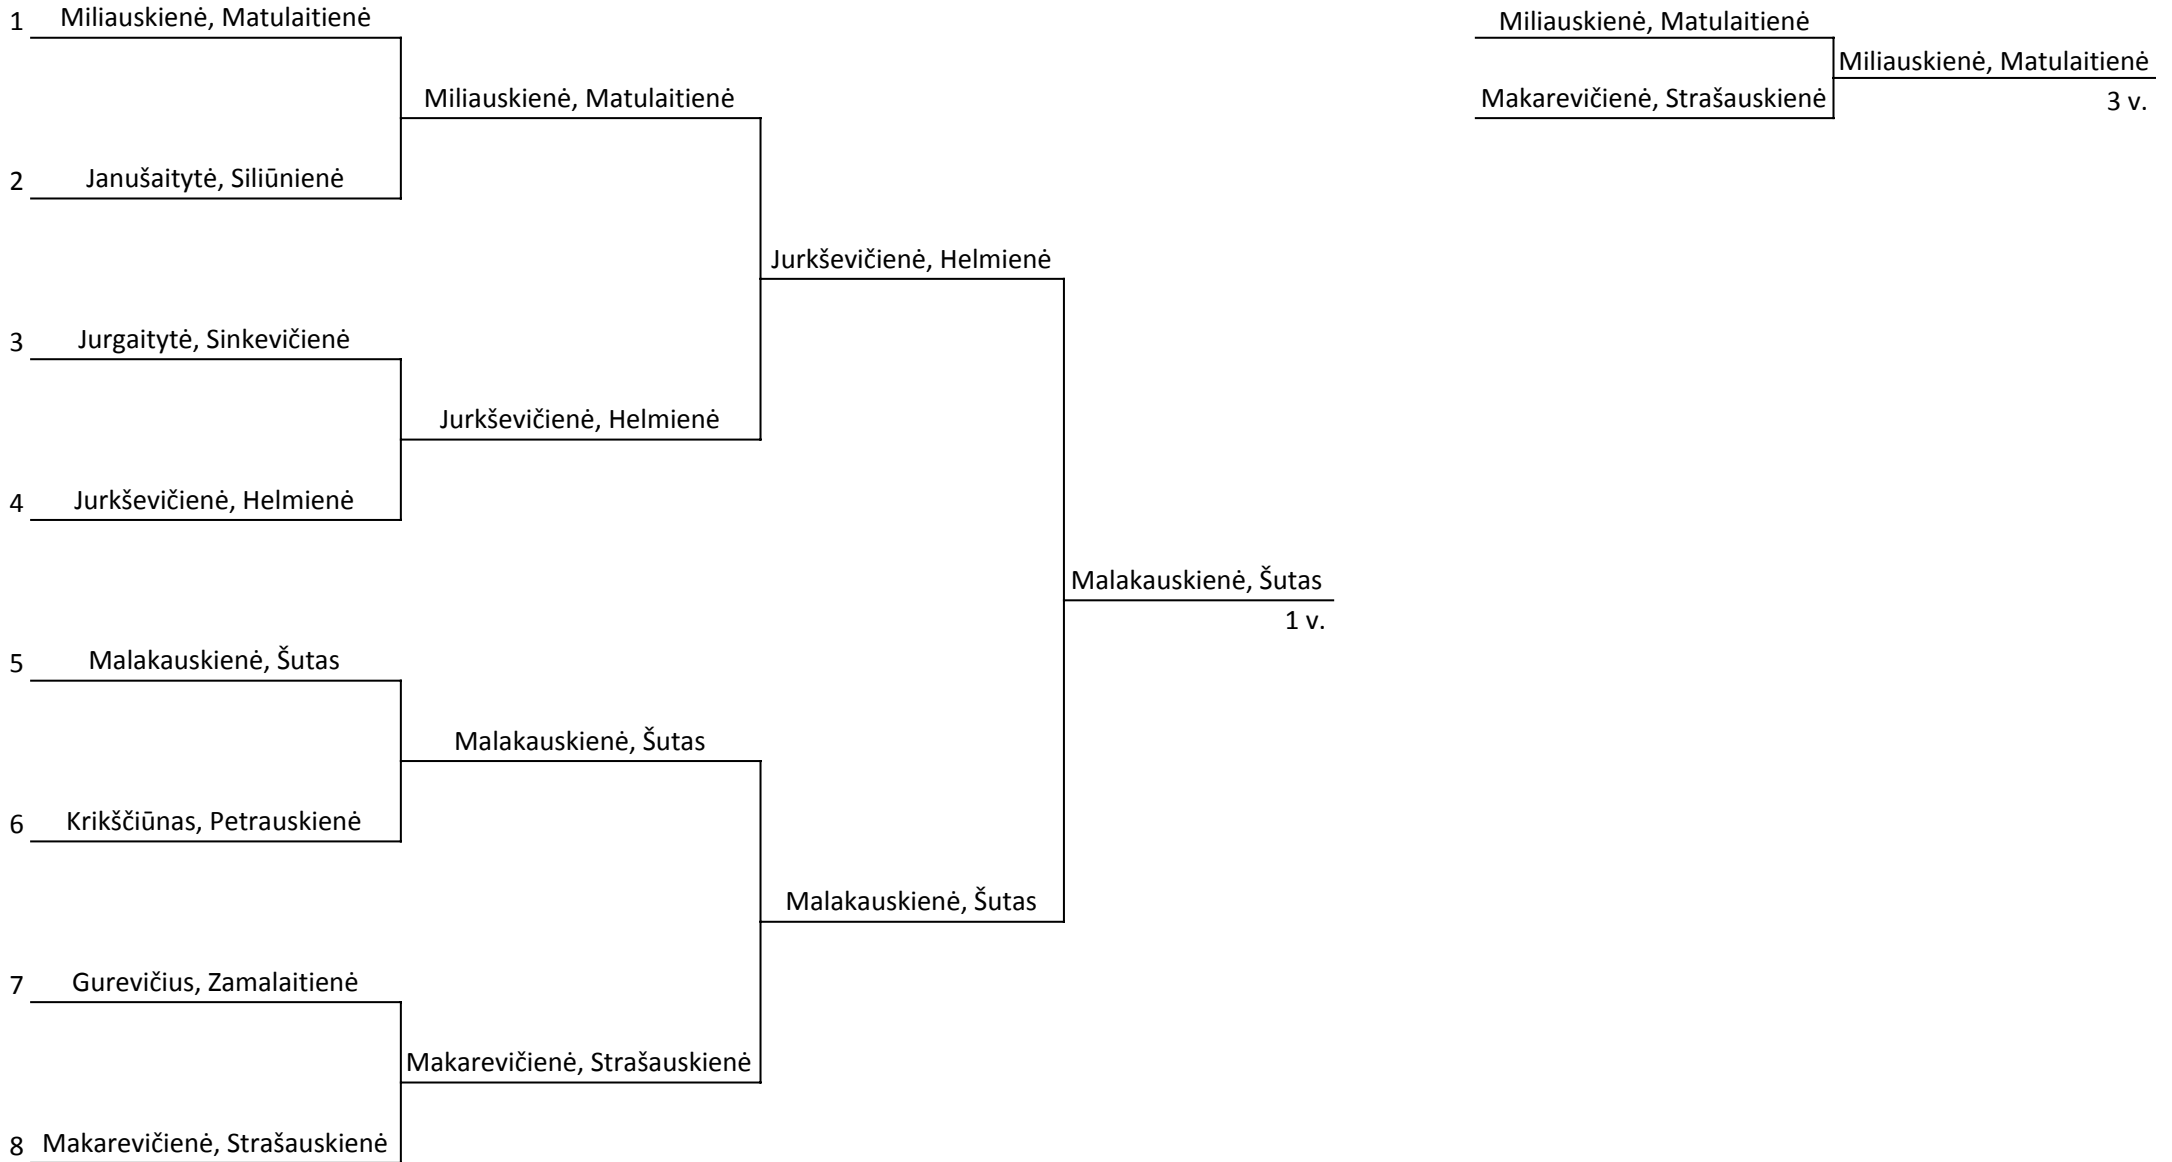 1 Miliauskienė, Matulaitienė
Miliauskienė, Matulaitienė
2 Janušaitytė, Siliūnienė
Jurkševičienė, Helmienė
3 Jurgaitytė, Sinkevičienė
Jurkševičienė, Helmienė
4 Jurkševičienė, Helmienė
Malakauskienė, Šutas
1 v.
5 Malakauskienė, Šutas
Malakauskienė, Šutas
6 Krikščiūnas, Petrauskienė
Malakauskienė, Šutas
7 Gurevičius, Zamalaitienė
Makarevičienė, Strašauskienė
8 Makarevičienė, Strašauskienė
Miliauskienė, Matulaitienė
Miliauskienė, Matulaitienė
Makarevičienė, Strašauskienė
3 v.